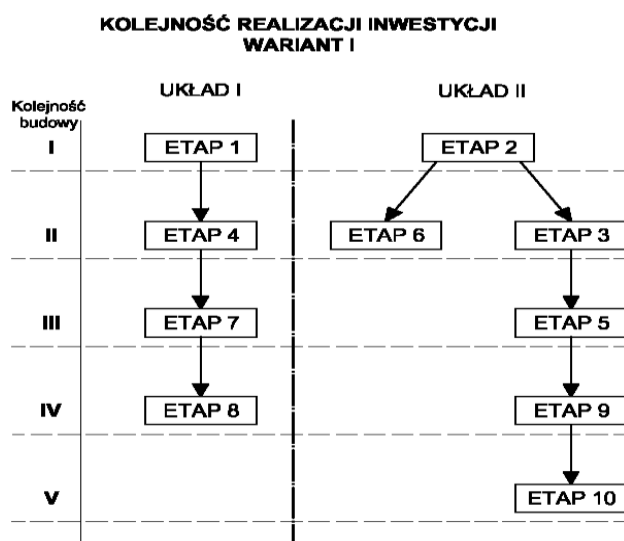 KOLEJNOŚĆ REALIZACJI INWESTYCJI
WARIANT I
UKŁAD I
UKŁAD II
Kolejność
budowy
I
ETAP 1
ETAP 2
II
ETAP 4
ETAP 6
ETAP 3
III
ETAP 7
ETAP 5
IV
ETAP 8
ETAP 9
V
ETAP 10